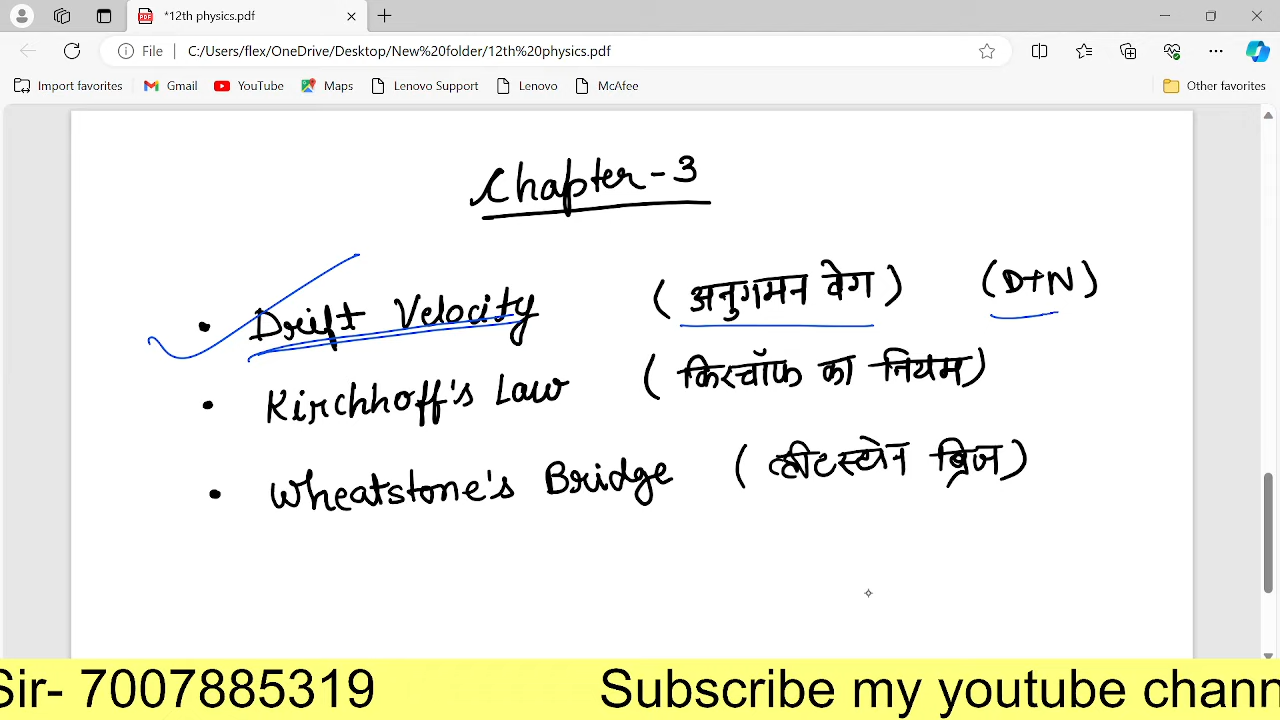 *12th physics.pdf
File C:/Users/flex/OneDrive/Desktop/New%20folder/12th%20physics.pdf
Import favorites Gmail YouTube Maps Lenovo Support Lenovo McAfee Other favorites
Chapter-3
• Drift Velocity (अनुगमन वेग) (D+N)
• Kirchhoff's Law (किरचॉफ का नियम)
• Wheatstone's Bridge (व्हीटस्टोन ब्रिज)
Sir- 7007885319 Subscribe my youtube chann